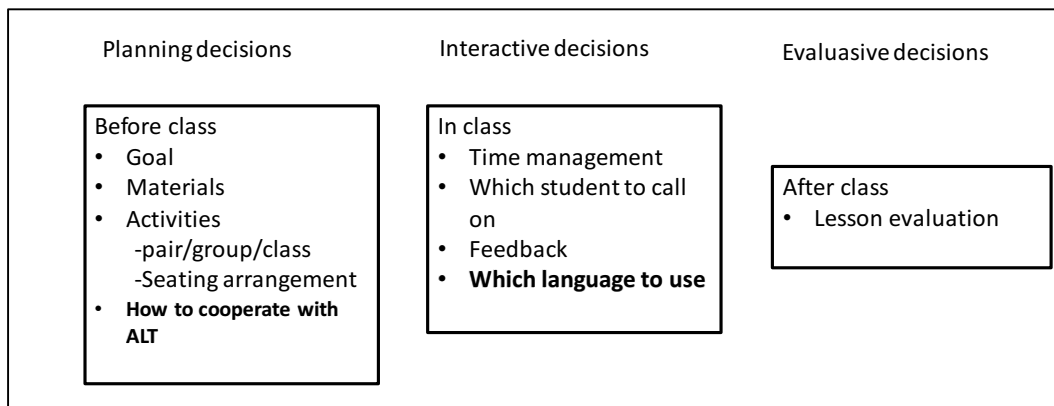 Planning decisions
Interactive decisions
Evaluasive decisions
Before class
• Goal
• Materials
• Activities
-pair/group/class
-Seating arrangement
• How to cooperate with
ALT
In class
• Time management
• Which student to call
on
• Feedback
• Which language to use
After class
• Lesson evaluation